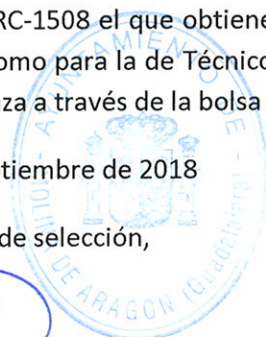 RC-1508 el que obtiene
omo para la de Técnico
nza a través de la bolsa
tiembre de 2018
de selección,
AYUNTAMIENTO DE
DE ARAGON (Guadalajara)